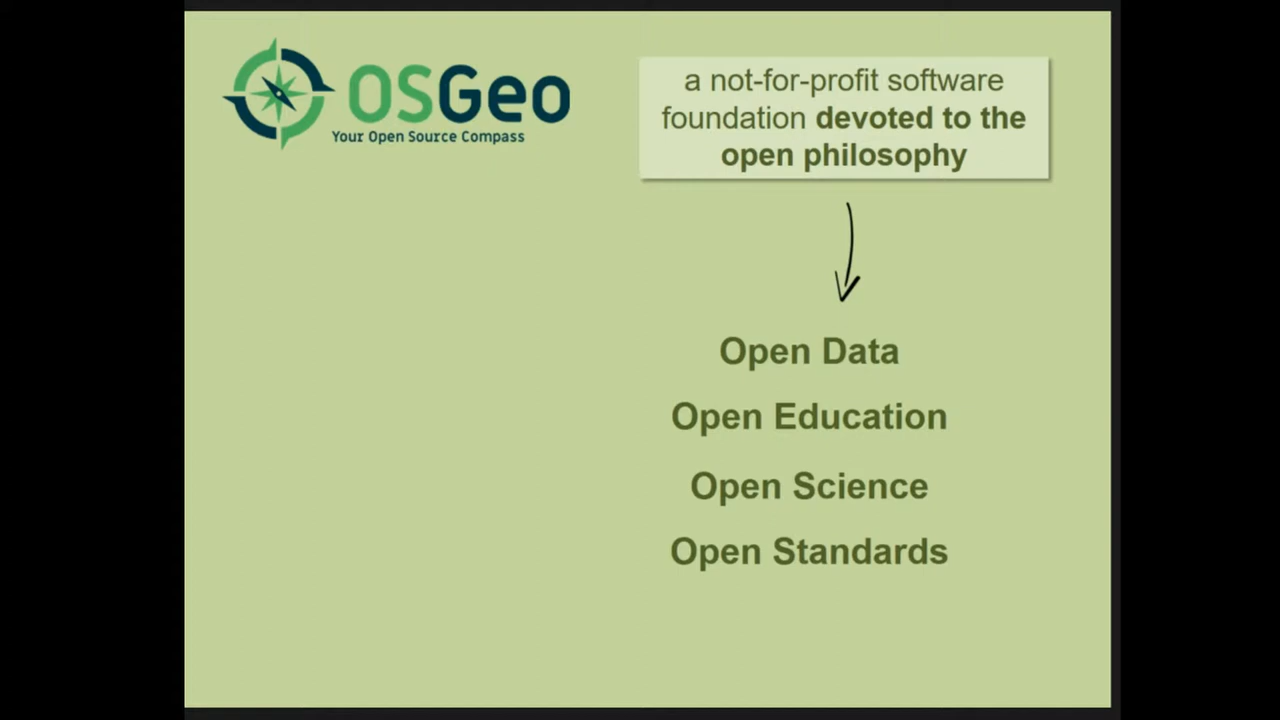 OSGeo
Your Open Source Compass
a not-for-profit software
foundation devoted to the
open philosophy
Open Data
Open Education
Open Science
Open Standards